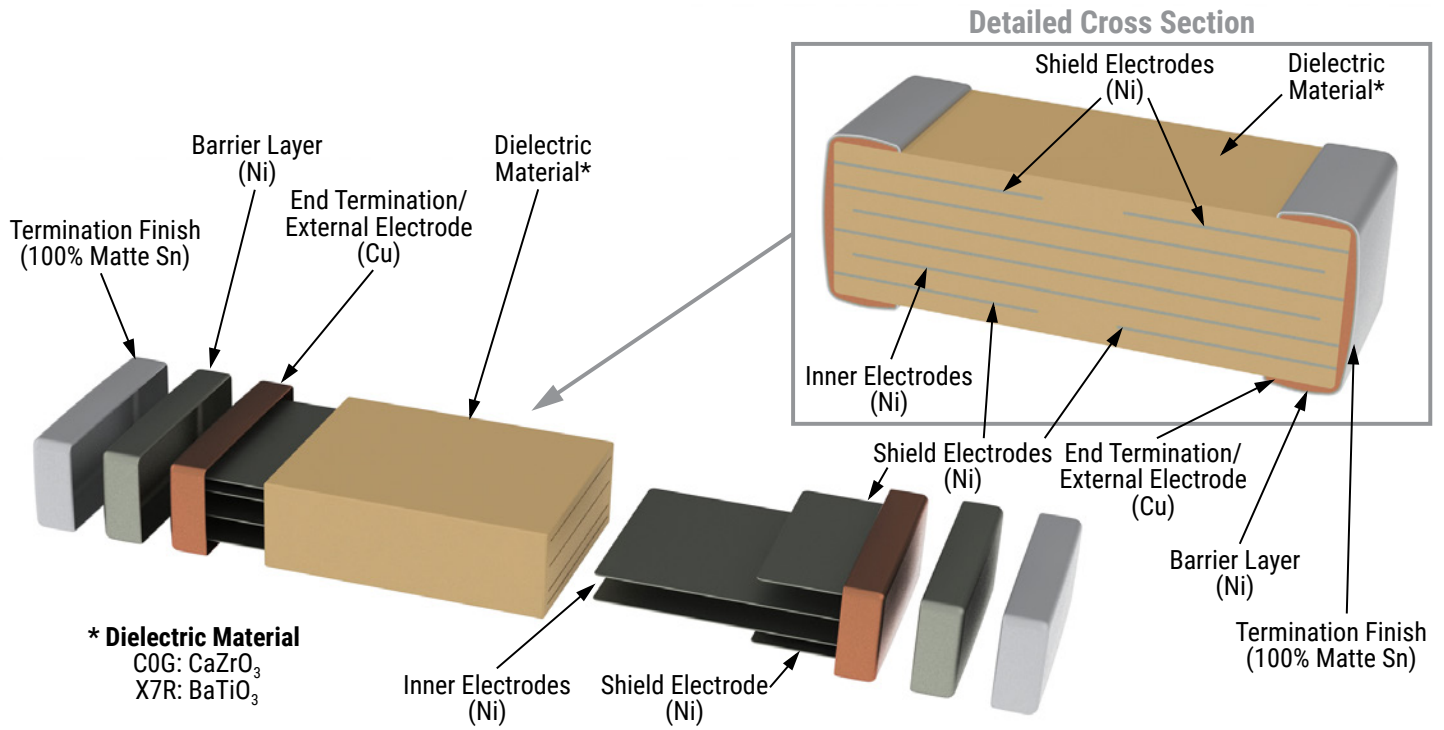 Detailed Cross Section
Shield Electrodes
(Ni)
Dielectric
Material*
Barrier Layer
(Ni)
Dielectric
Material*
End Termination/
External Electrode
(Cu)
Termination Finish
(100% Matte Sn)
Inner Electrodes
(Ni)
Shield Electrodes
(Ni)
End Termination/
External Electrode
(Cu)
Barrier Layer
(Ni)
Termination Finish
(100% Matte Sn)
* Dielectric Material
C0G: CaZrO₃
X7R: BaTiO₃
Inner Electrodes
(Ni)
Shield Electrode
(Ni)